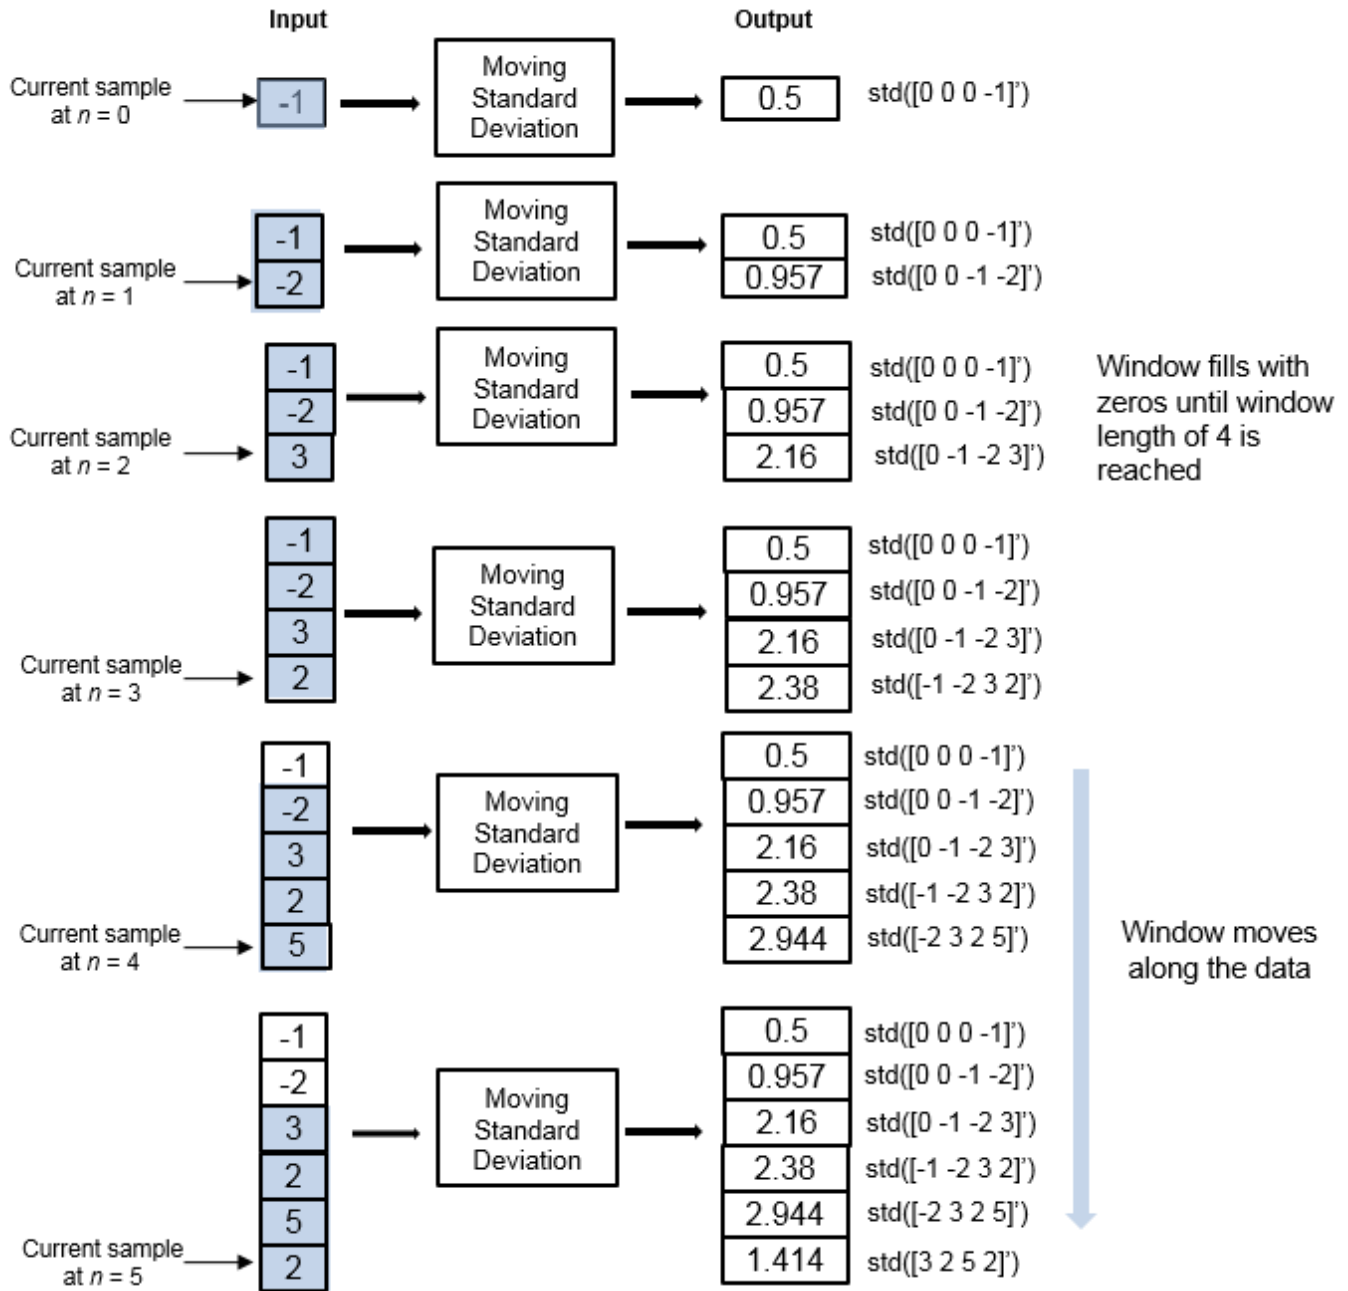 Input
Output
Current sample
at n = 0
-1
Moving
Standard
Deviation
0.5
std([0 0 0 -1]')
Current sample
at n = 1
-1
-2
Moving
Standard
Deviation
0.5
std([0 0 0 -1]')
0.957
std([0 0 -1 -2]')
Current sample
at n = 2
-1
-2
3
Moving
Standard
Deviation
0.5
std([0 0 0 -1]')
0.957
std([0 0 -1 -2]')
2.16
std([0 -1 -2 3]')
Window fills with
zeros until window
length of 4 is
reached
Current sample
at n = 3
-1
-2
3
2
Moving
Standard
Deviation
0.5
std([0 0 0 -1]')
0.957
std([0 0 -1 -2]')
2.16
std([0 -1 -2 3]')
2.38
std([-1 -2 3 2]')
Current sample
at n = 4
-1
-2
3
2
5
Moving
Standard
Deviation
0.5
std([0 0 0 -1]')
0.957
std([0 0 -1 -2]')
2.16
std([0 -1 -2 3]')
2.38
std([-1 -2 3 2]')
2.944
std([-2 3 2 5]')
Window moves
along the data
Current sample
at n = 5
-1
-2
3
2
5
2
Moving
Standard
Deviation
0.5
std([0 0 0 -1]')
0.957
std([0 0 -1 -2]')
2.16
std([0 -1 -2 3]')
2.38
std([-1 -2 3 2]')
2.944
std([-2 3 2 5]')
1.414
std([3 2 5 2]')